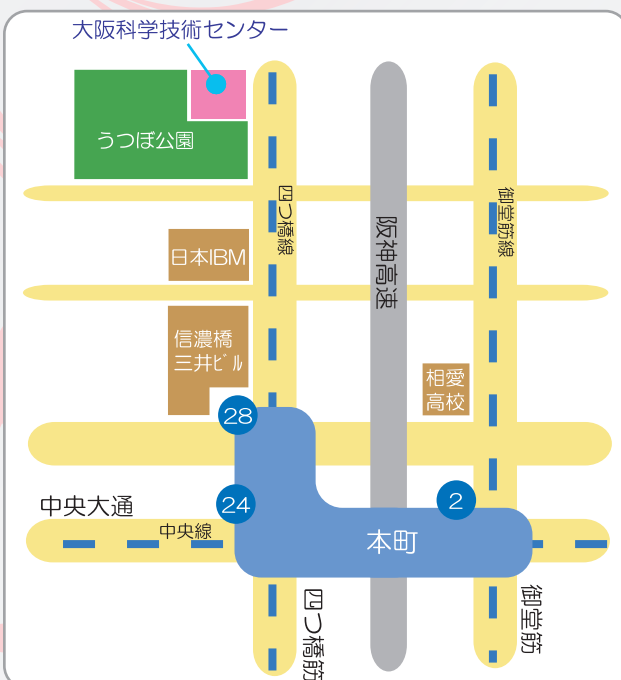 大阪科学技術センター
うつぼ公園
四つ橋線
御堂筋線
阪神高速
日本IBM
信濃橋
三井ビル
相愛
高校
28
24
2
中央大通
中央線
本町
四つ橋筋
御堂筋